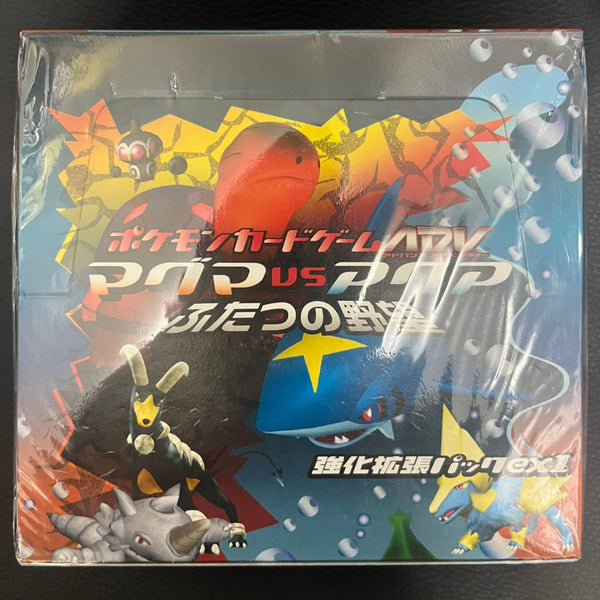 ポケモンカードゲームADV
マグマVSアクア
ふたつの野望
強化拡張パックex1